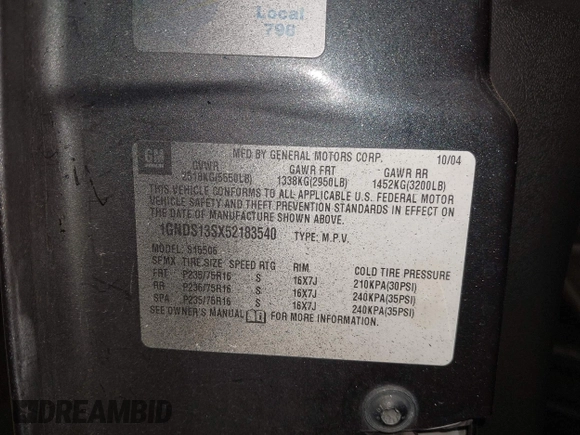 Local
798
GM
MFD BY GENERAL MOTORS CORP. 10/04
GVWR GAWR FRT GAWR RR
2518KG(5550LB) 1338KG(2950LB) 1452KG(3200LB)
THIS VEHICLE CONFORMS TO ALL APPLICABLE U.S. FEDERAL MOTOR
VEHICLE SAFETY AND THEFT PREVENTION STANDARDS IN EFFECT ON
THE DATE OF MANUFACTURE SHOWN ABOVE.
1GNDS13SX52183540 TYPE: M.P.V.
MODEL: S15506
TIRE SIZE SPEED RTG RIM COLD TIRE PRESSURE
FRT P235/75R16 S 16X7J 210KPA(30PSI)
RR P235/75R16 S 16X7J 240KPA(35PSI)
SPA P235/75R16 S 16X7J 240KPA(35PSI)
SEE OWNER'S MANUAL FOR MORE INFORMATION.
DREAMBID